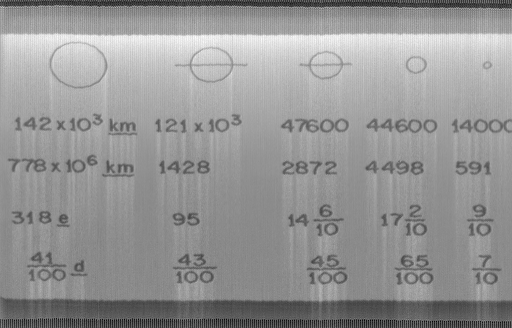 142 x 10³ km 121 x 10³ 47600 44600 14000
778 x 10⁶ km 1428 2872 4498 591
318 e 95 14 6/10 17 2/10 9/10
41/100 d 43/100 45/100 65/100 7/10